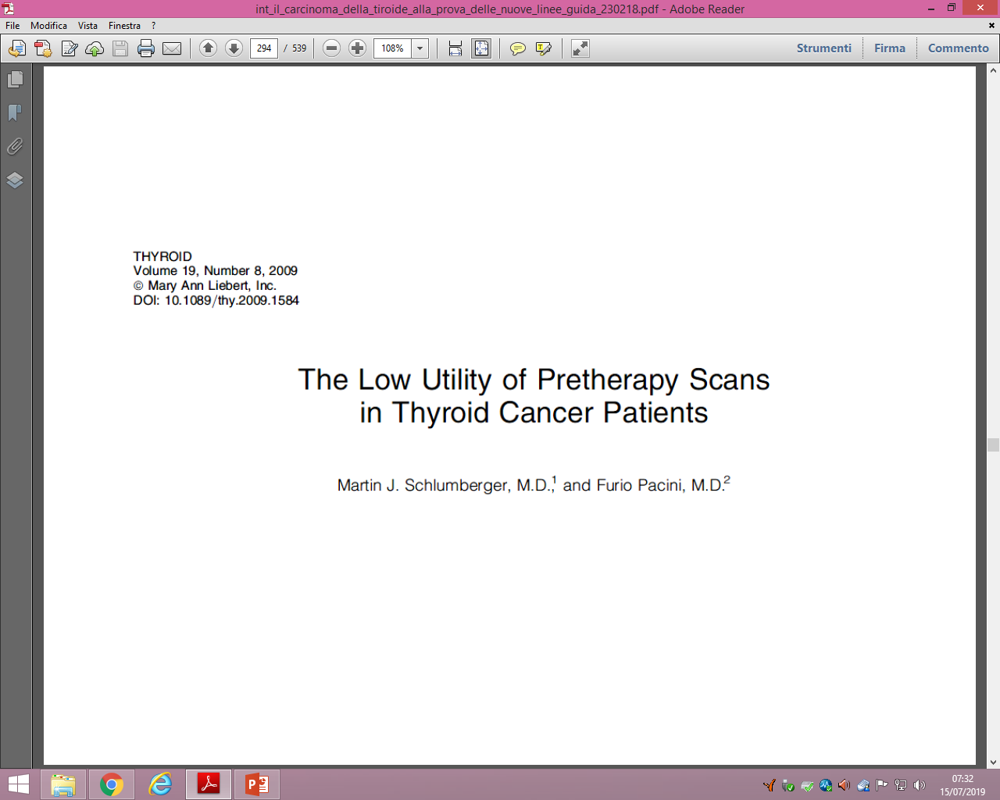 int_il_carcinoma_della_tiroide_alla_prova_delle_nuove_linee_guida_230218.pdf - Adobe Reader
File Modifica Vista Finestra ?
294 / 539 108% Strumenti Firma Commento
THYROID
Volume 19, Number 8, 2009
© Mary Ann Liebert, Inc.
DOI: 10.1089/thy.2009.1584
The Low Utility of Pretherapy Scans
in Thyroid Cancer Patients
Martin J. Schlumberger, M.D.,1 and Furio Pacini, M.D.2
07:32
15/07/2019